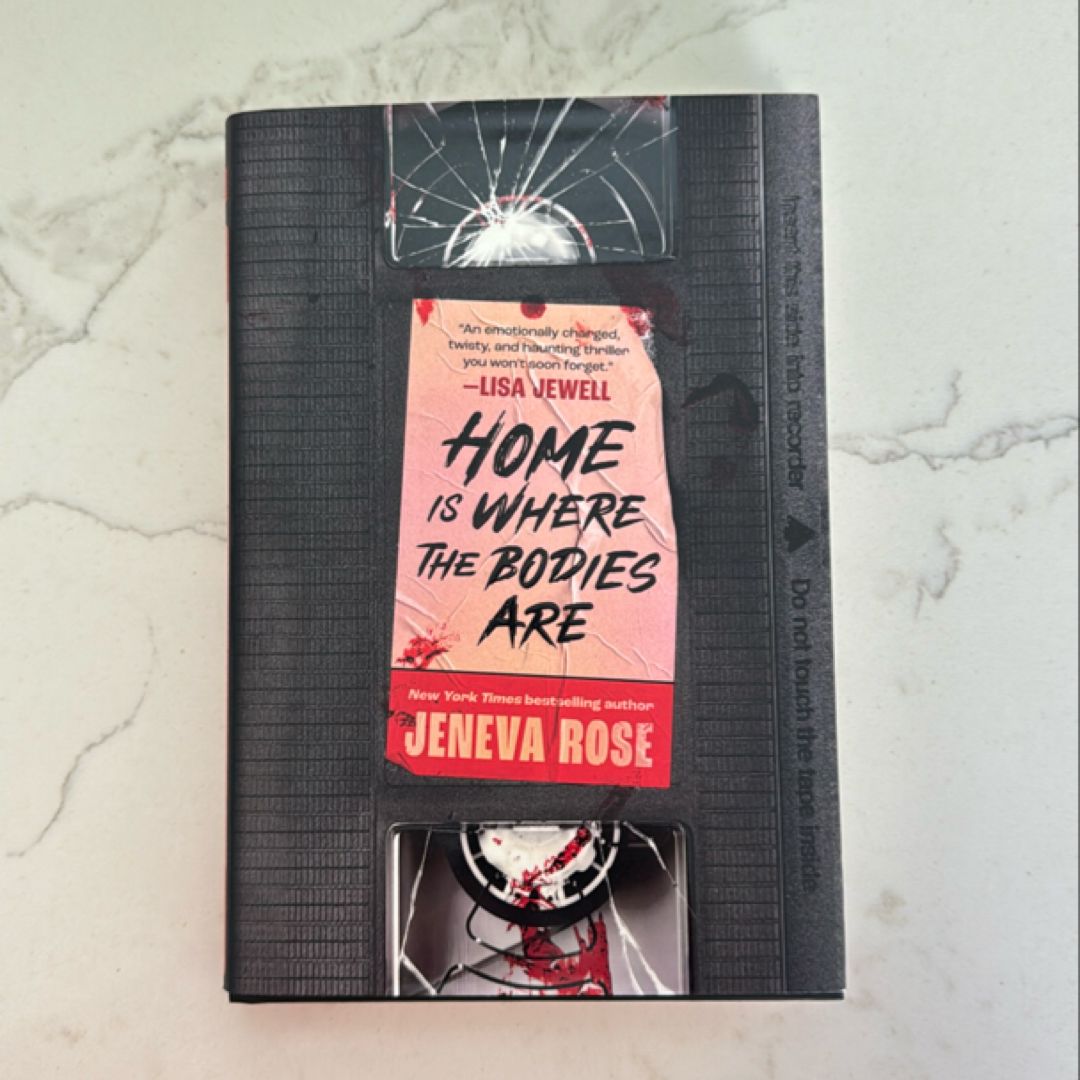 "An emotionally charged,
twisty, and haunting thriller
you won't soon forget."
—LISA JEWELL
HOME
IS WHERE
THE BODIES
ARE
New York Times bestselling author
JENEVA ROSE
Insert this side into recorder ▲ Do not touch the tape inside